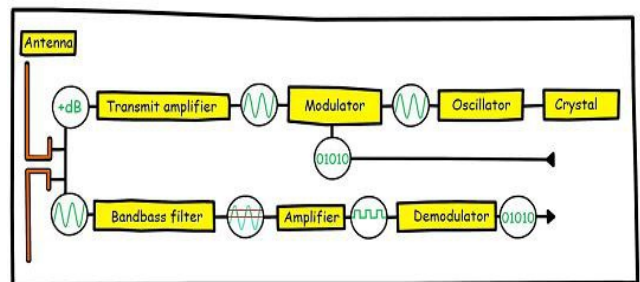 Antenna
+dB
Transmit amplifier
Modulator
Oscillator
Crystal
01010
Bandbass filter
Amplifier
Demodulator
01010